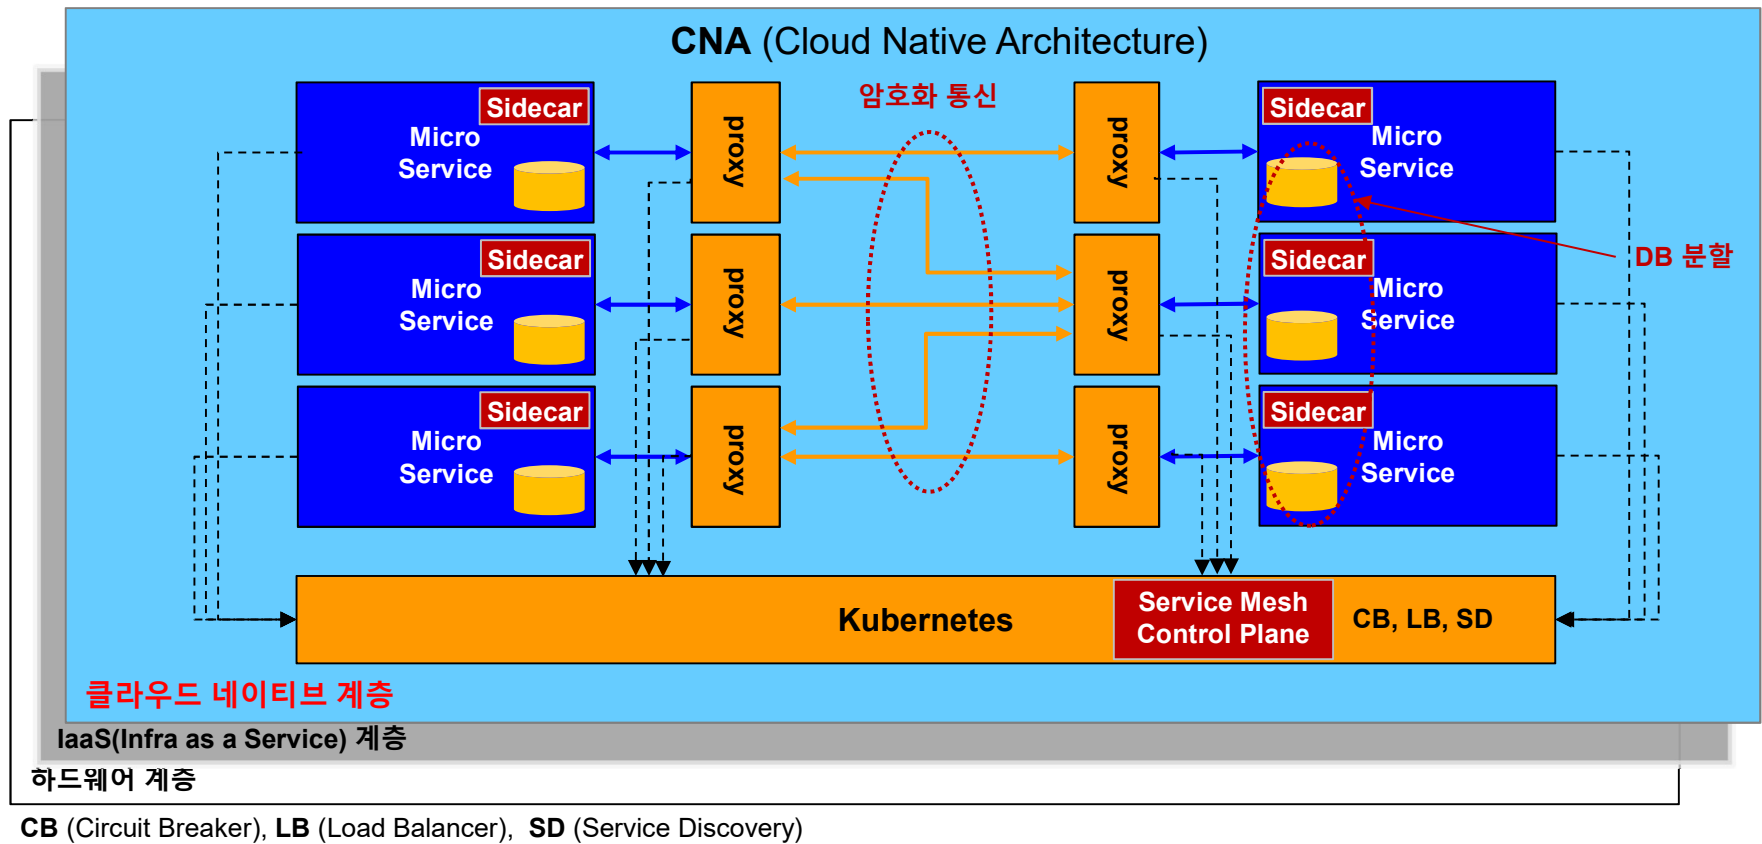 CNA (Cloud Native Architecture)
암호화 통신
Sidecar
Micro
Service
proxy
proxy
Sidecar
Micro
Service
Sidecar
Micro
Service
proxy
proxy
Sidecar
Micro
Service
DB 분할
Sidecar
Micro
Service
proxy
proxy
Sidecar
Micro
Service
Kubernetes
Service Mesh
Control Plane
CB, LB, SD
클라우드 네이티브 계층
IaaS(Infra as a Service) 계층
하드웨어 계층
CB (Circuit Breaker), LB (Load Balancer), SD (Service Discovery)